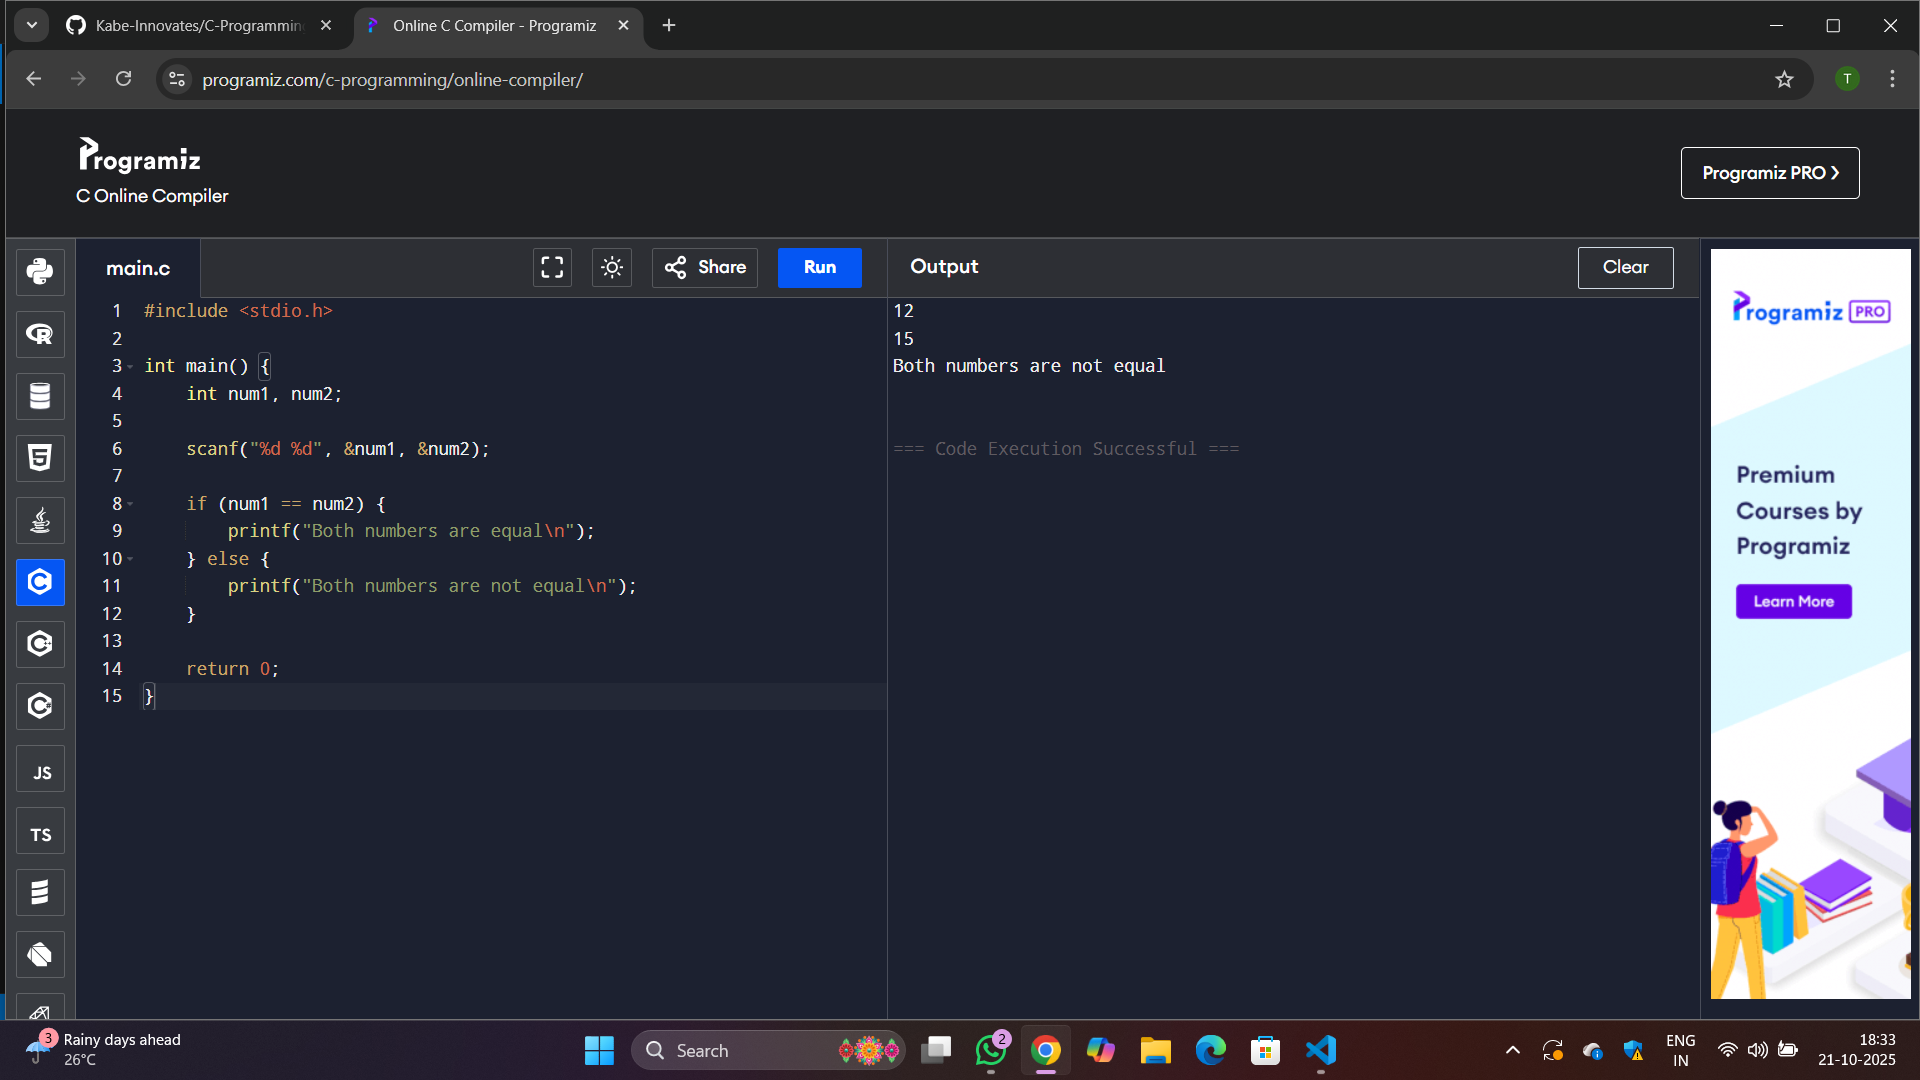 Kabe-Innovates/C-Programmin
Online C Compiler - Programiz
programiz.com/c-programming/online-compiler/
T
Programiz
C Online Compiler
Programiz PRO ❯
main.c
Share
Run
Output
Clear
1 #include <stdio.h>
2
3 int main() {
4     int num1, num2;
5
6     scanf("%d %d", &num1, &num2);
7
8     if (num1 == num2) {
9         printf("Both numbers are equal\n");
10     } else {
11         printf("Both numbers are not equal\n");
12     }
13
14     return 0;
15 }
12
15
Both numbers are not equal
=== Code Execution Successful ===
JS
TS
Programiz PRO
Premium
Courses by
Programiz
Learn More
3
Rainy days ahead
26°C
Search
2
ENG
IN
18:33
21-10-2025